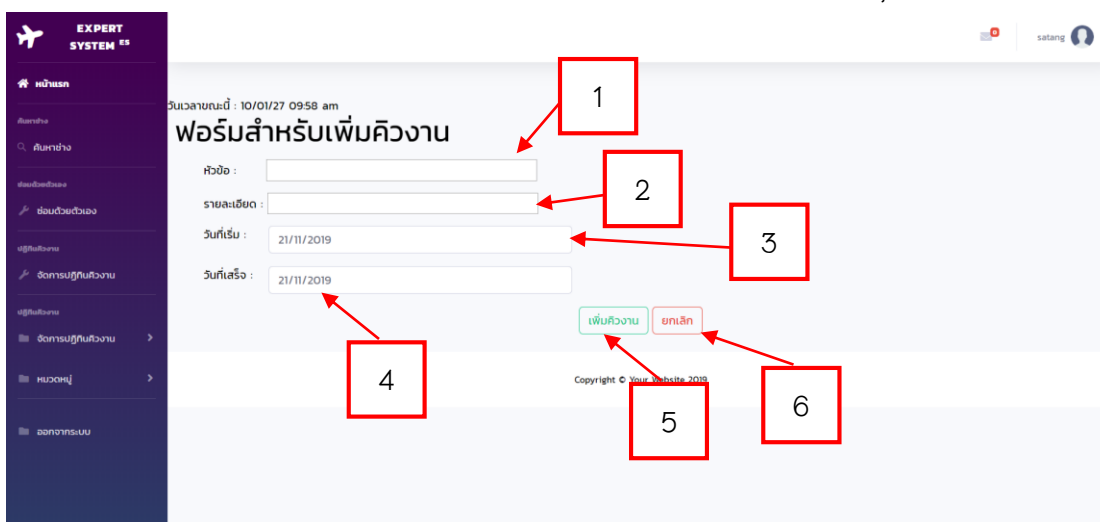 EXPERT
SYSTEM ES
satang
0
หน้าแรก
ค้นหาช่าง
ค้นหาช่าง
ซ่อมด้วยตัวเอง
ซ่อมด้วยตัวเอง
ปฏิทินคิวงาน
จัดการปฏิทินคิวงาน
ปฏิทินคิวงาน
จัดการปฏิทินคิวงาน
หมวดหมู่
ออกจากระบบ
วันเวลาขณะนี้ : 10/01/27 09:58 am
ฟอร์มสำหรับเพิ่มคิวงาน
หัวข้อ :
รายละเอียด :
วันที่เริ่ม : 21/11/2019
วันที่เสร็จ : 21/11/2019
เพิ่มคิวงาน ยกเลิก
Copyright © Your Website 2019
1
2
3
4
5
6